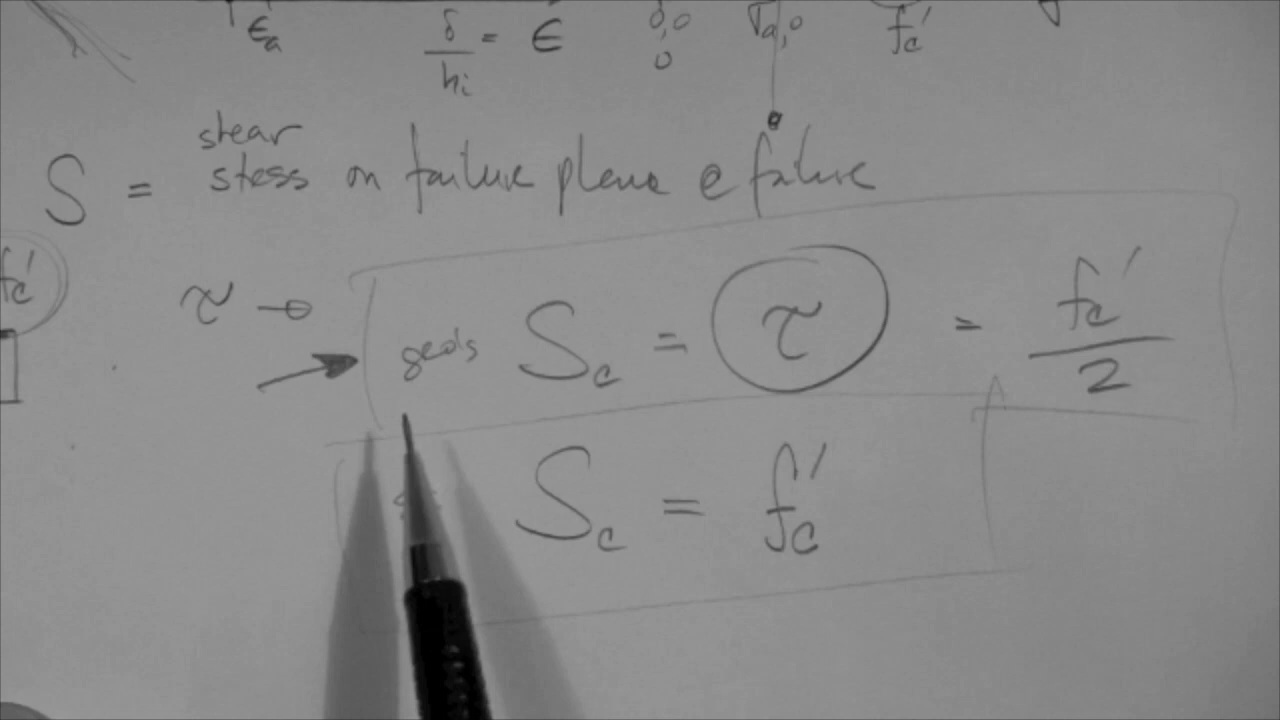 εa δ/hi = ε 0,0 σa,0 fc'
0
shear
S = stess on failure plane @ failure
fc'
τ →
Sc = τ = fc'/2
Sc = fc'